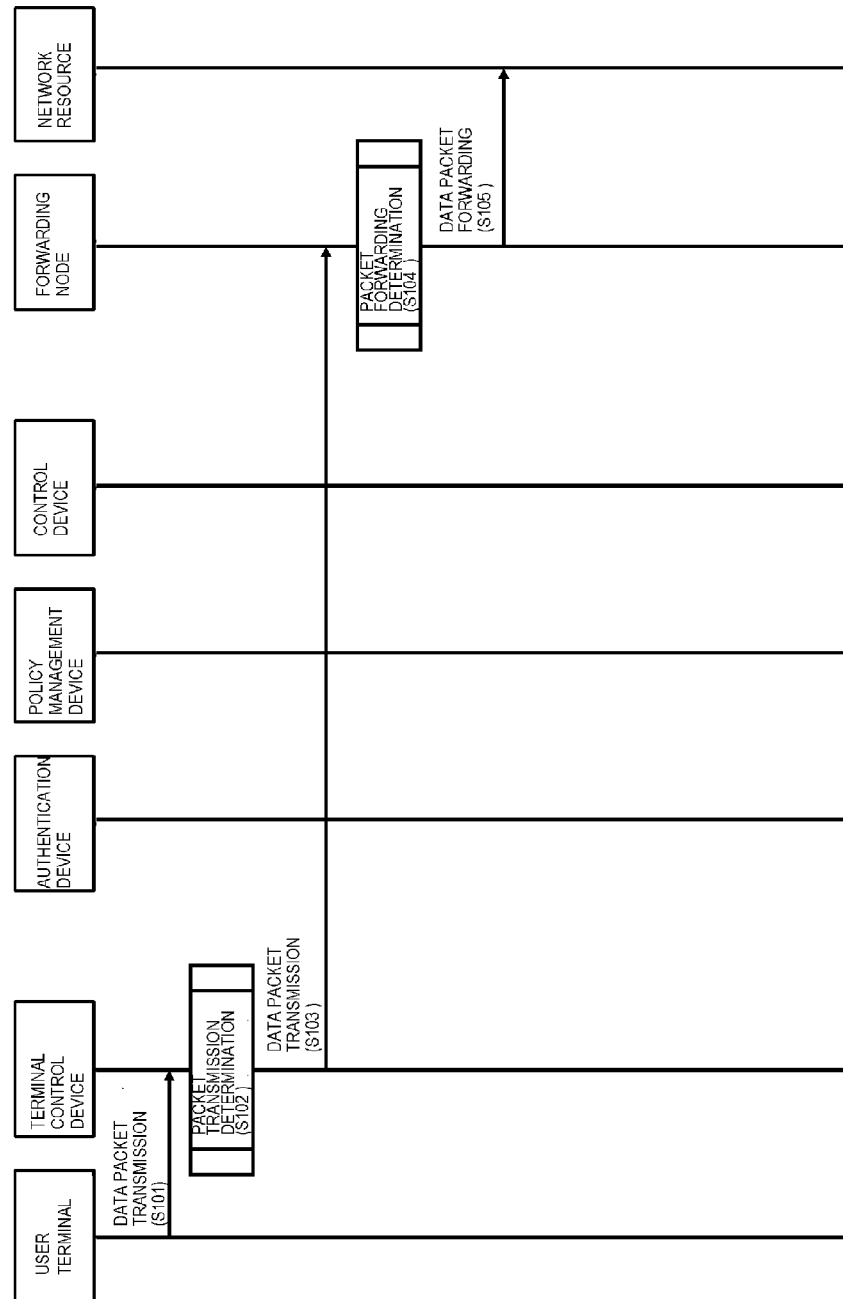 USER
TERMINAL
TERMINAL
CONTROL
DEVICE
AUTHENTICATION
DEVICE
POLICY
MANAGEMENT
DEVICE
CONTROL
DEVICE
FORWARDING
NODE
NETWORK
RESOURCE
DATA PACKET
TRANSMISSION
(S101)
PACKET
TRANSMISSION
DETERMINATION
(S102 )
DATA PACKET
TRANSMISSION
(S103 )
PACKET
FORWARDING
DETERMINATION
(S104 )
DATA PACKET
FORWARDING
(S105 )